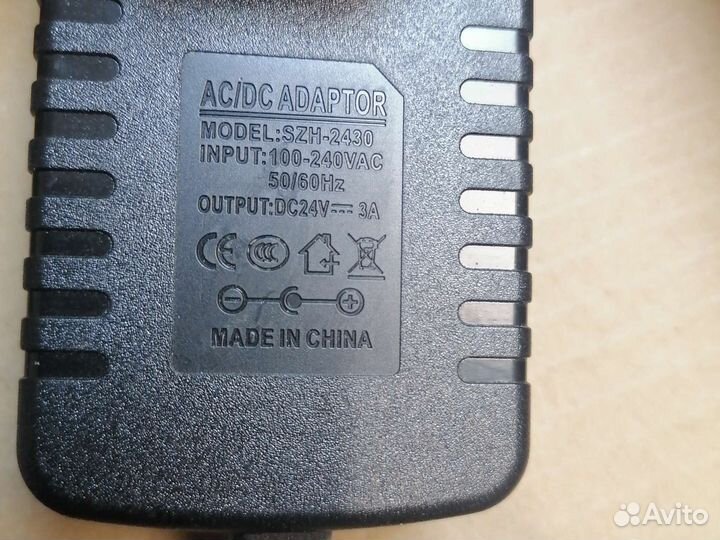 AC/DC ADAPTOR
MODEL:SZH-2430
INPUT:100-240VAC
50/60Hz
OUTPUT:DC24V⎓3A
CE CCC
MADE IN CHINA
Avito